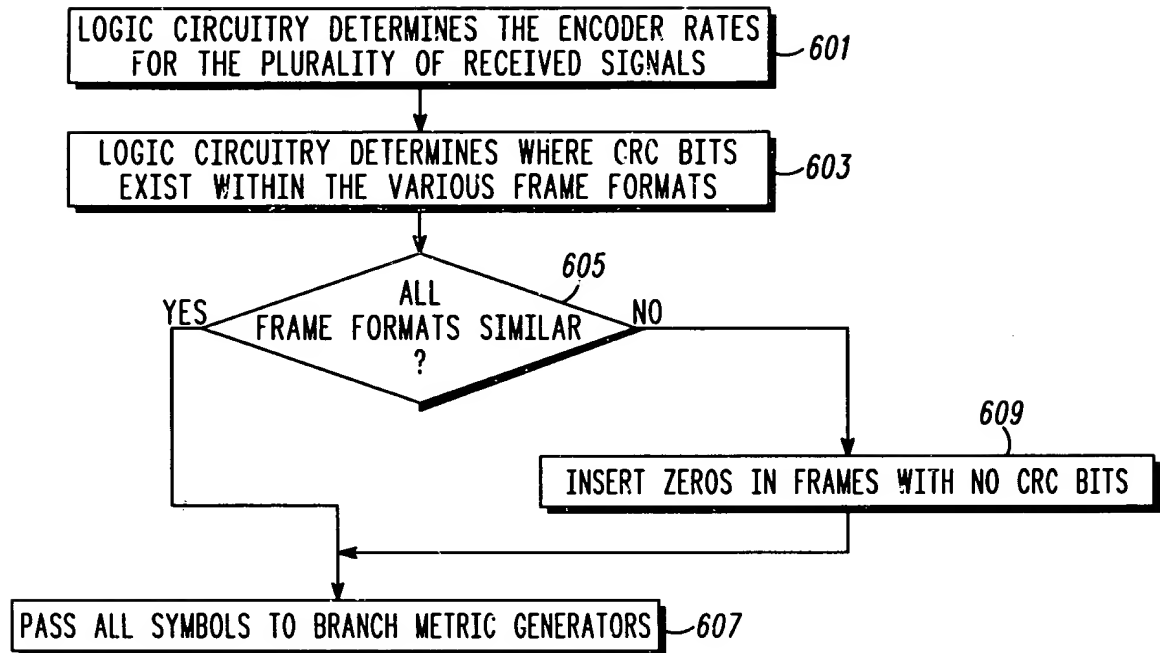 LOGIC CIRCUITRY DETERMINES THE ENCODER RATES
FOR THE PLURALITY OF RECEIVED SIGNALS
601
LOGIC CIRCUITRY DETERMINES WHERE CRC BITS
EXIST WITHIN THE VARIOUS FRAME FORMATS
603
605
ALL
FRAME FORMATS SIMILAR
?
YES
NO
609
INSERT ZEROS IN FRAMES WITH NO CRC BITS
PASS ALL SYMBOLS TO BRANCH METRIC GENERATORS
607